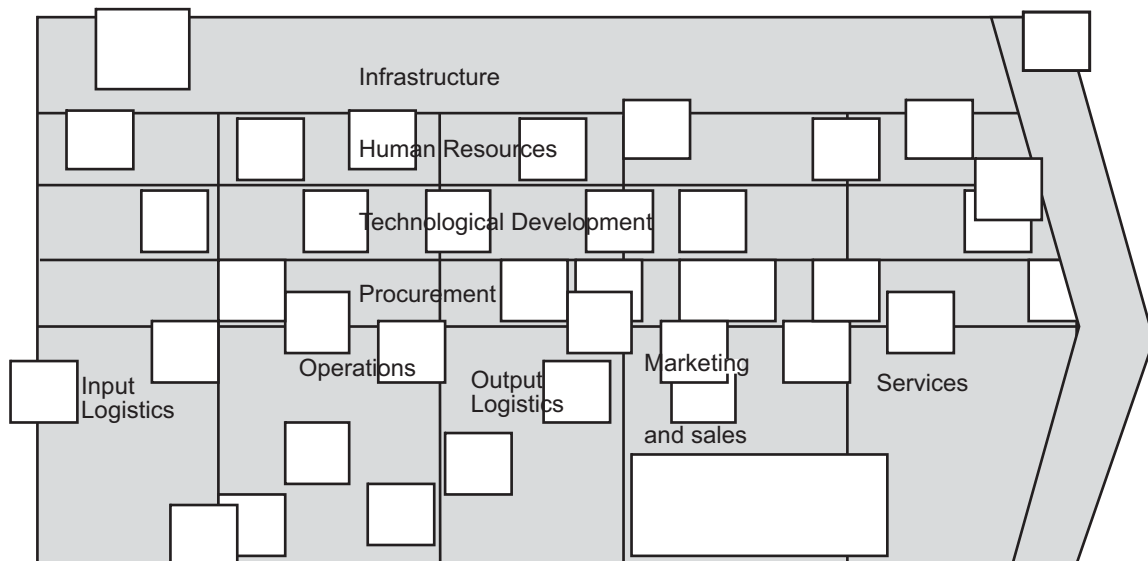 Infrastructure
Human Resources
Technological Development
Procurement
Input
Logistics
Operations
Output
Logistics
Marketing
and sales
Services